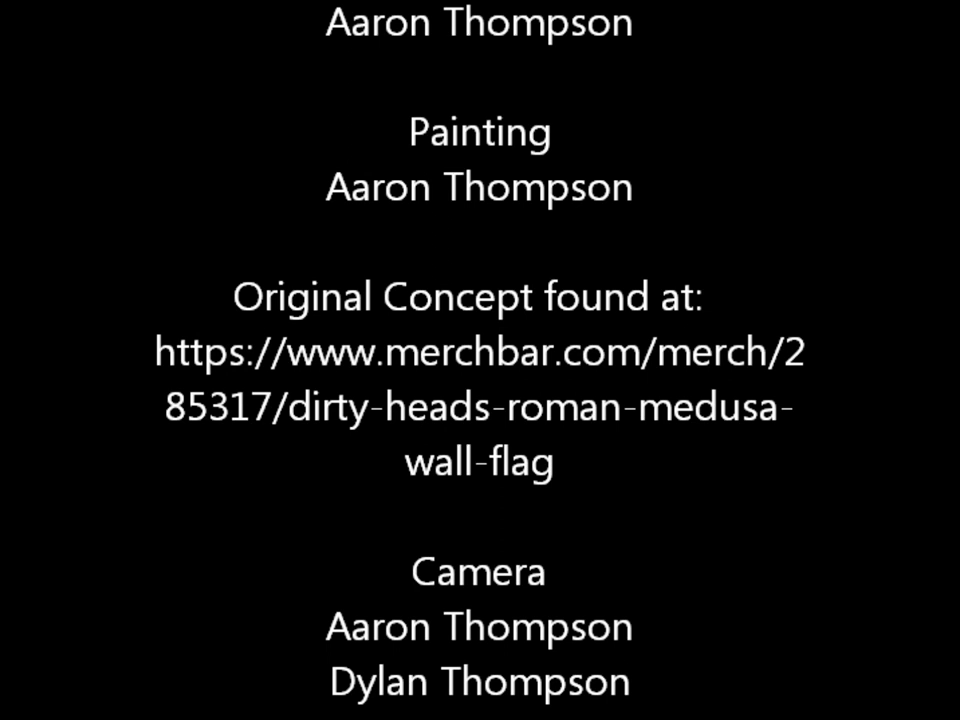 Aaron Thompson
Painting
Aaron Thompson
Original Concept found at:
https://www.merchbar.com/merch/2
85317/dirty-heads-roman-medusa-
wall-flag
Camera
Aaron Thompson
Dylan Thompson